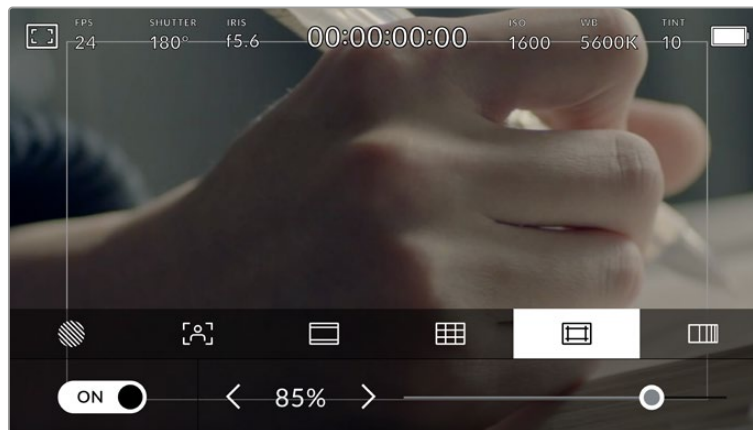 FPS SHUTTER IRIS ISO WB TINT
24 180° f5.6 00:00:00:00 1600 5600K 10
ON 85%